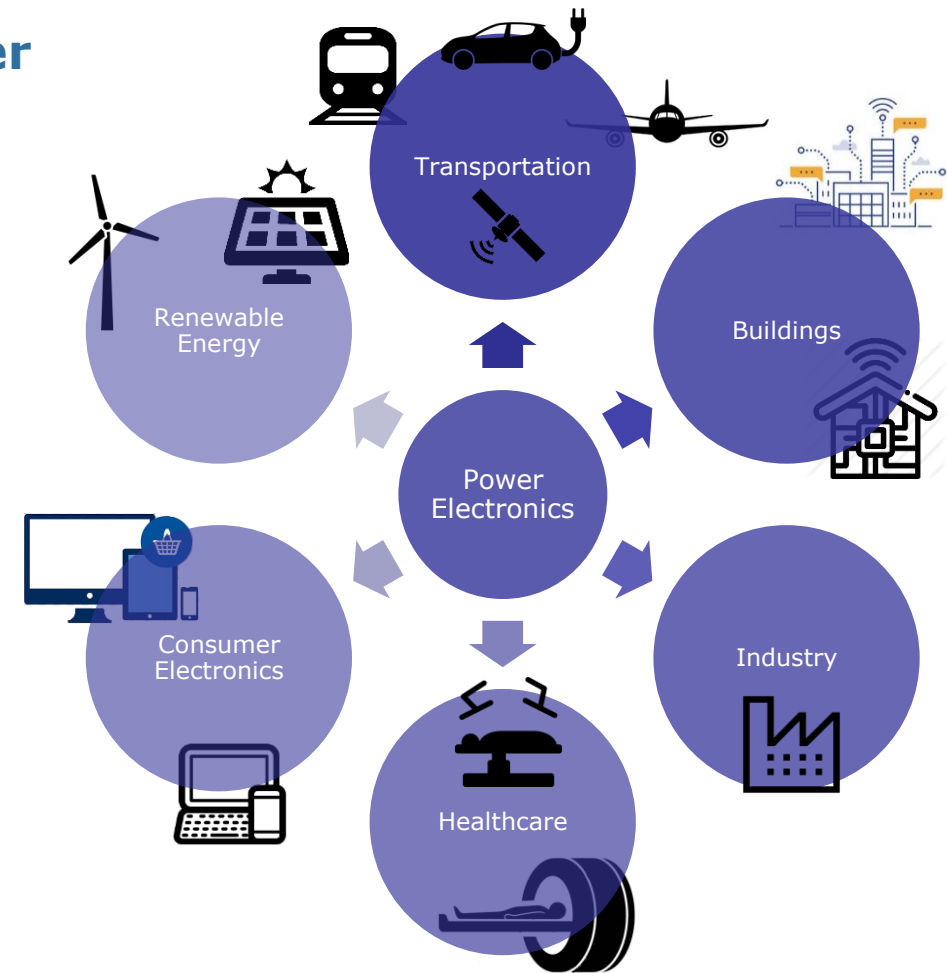 er
Transportation
Renewable
Energy
Buildings
Power
Electronics
Consumer
Electronics
Industry
Healthcare